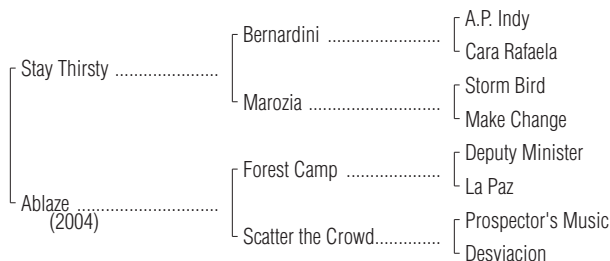 A.P. Indy
Bernardini ........................
Cara Rafaela
Stay Thirsty ......................
Storm Bird
Marozia ............................
Make Change
Deputy Minister
Forest Camp ....................
La Paz
Ablaze ..............................
(2004)
Prospector's Music
Scatter the Crowd..............
Desviacion